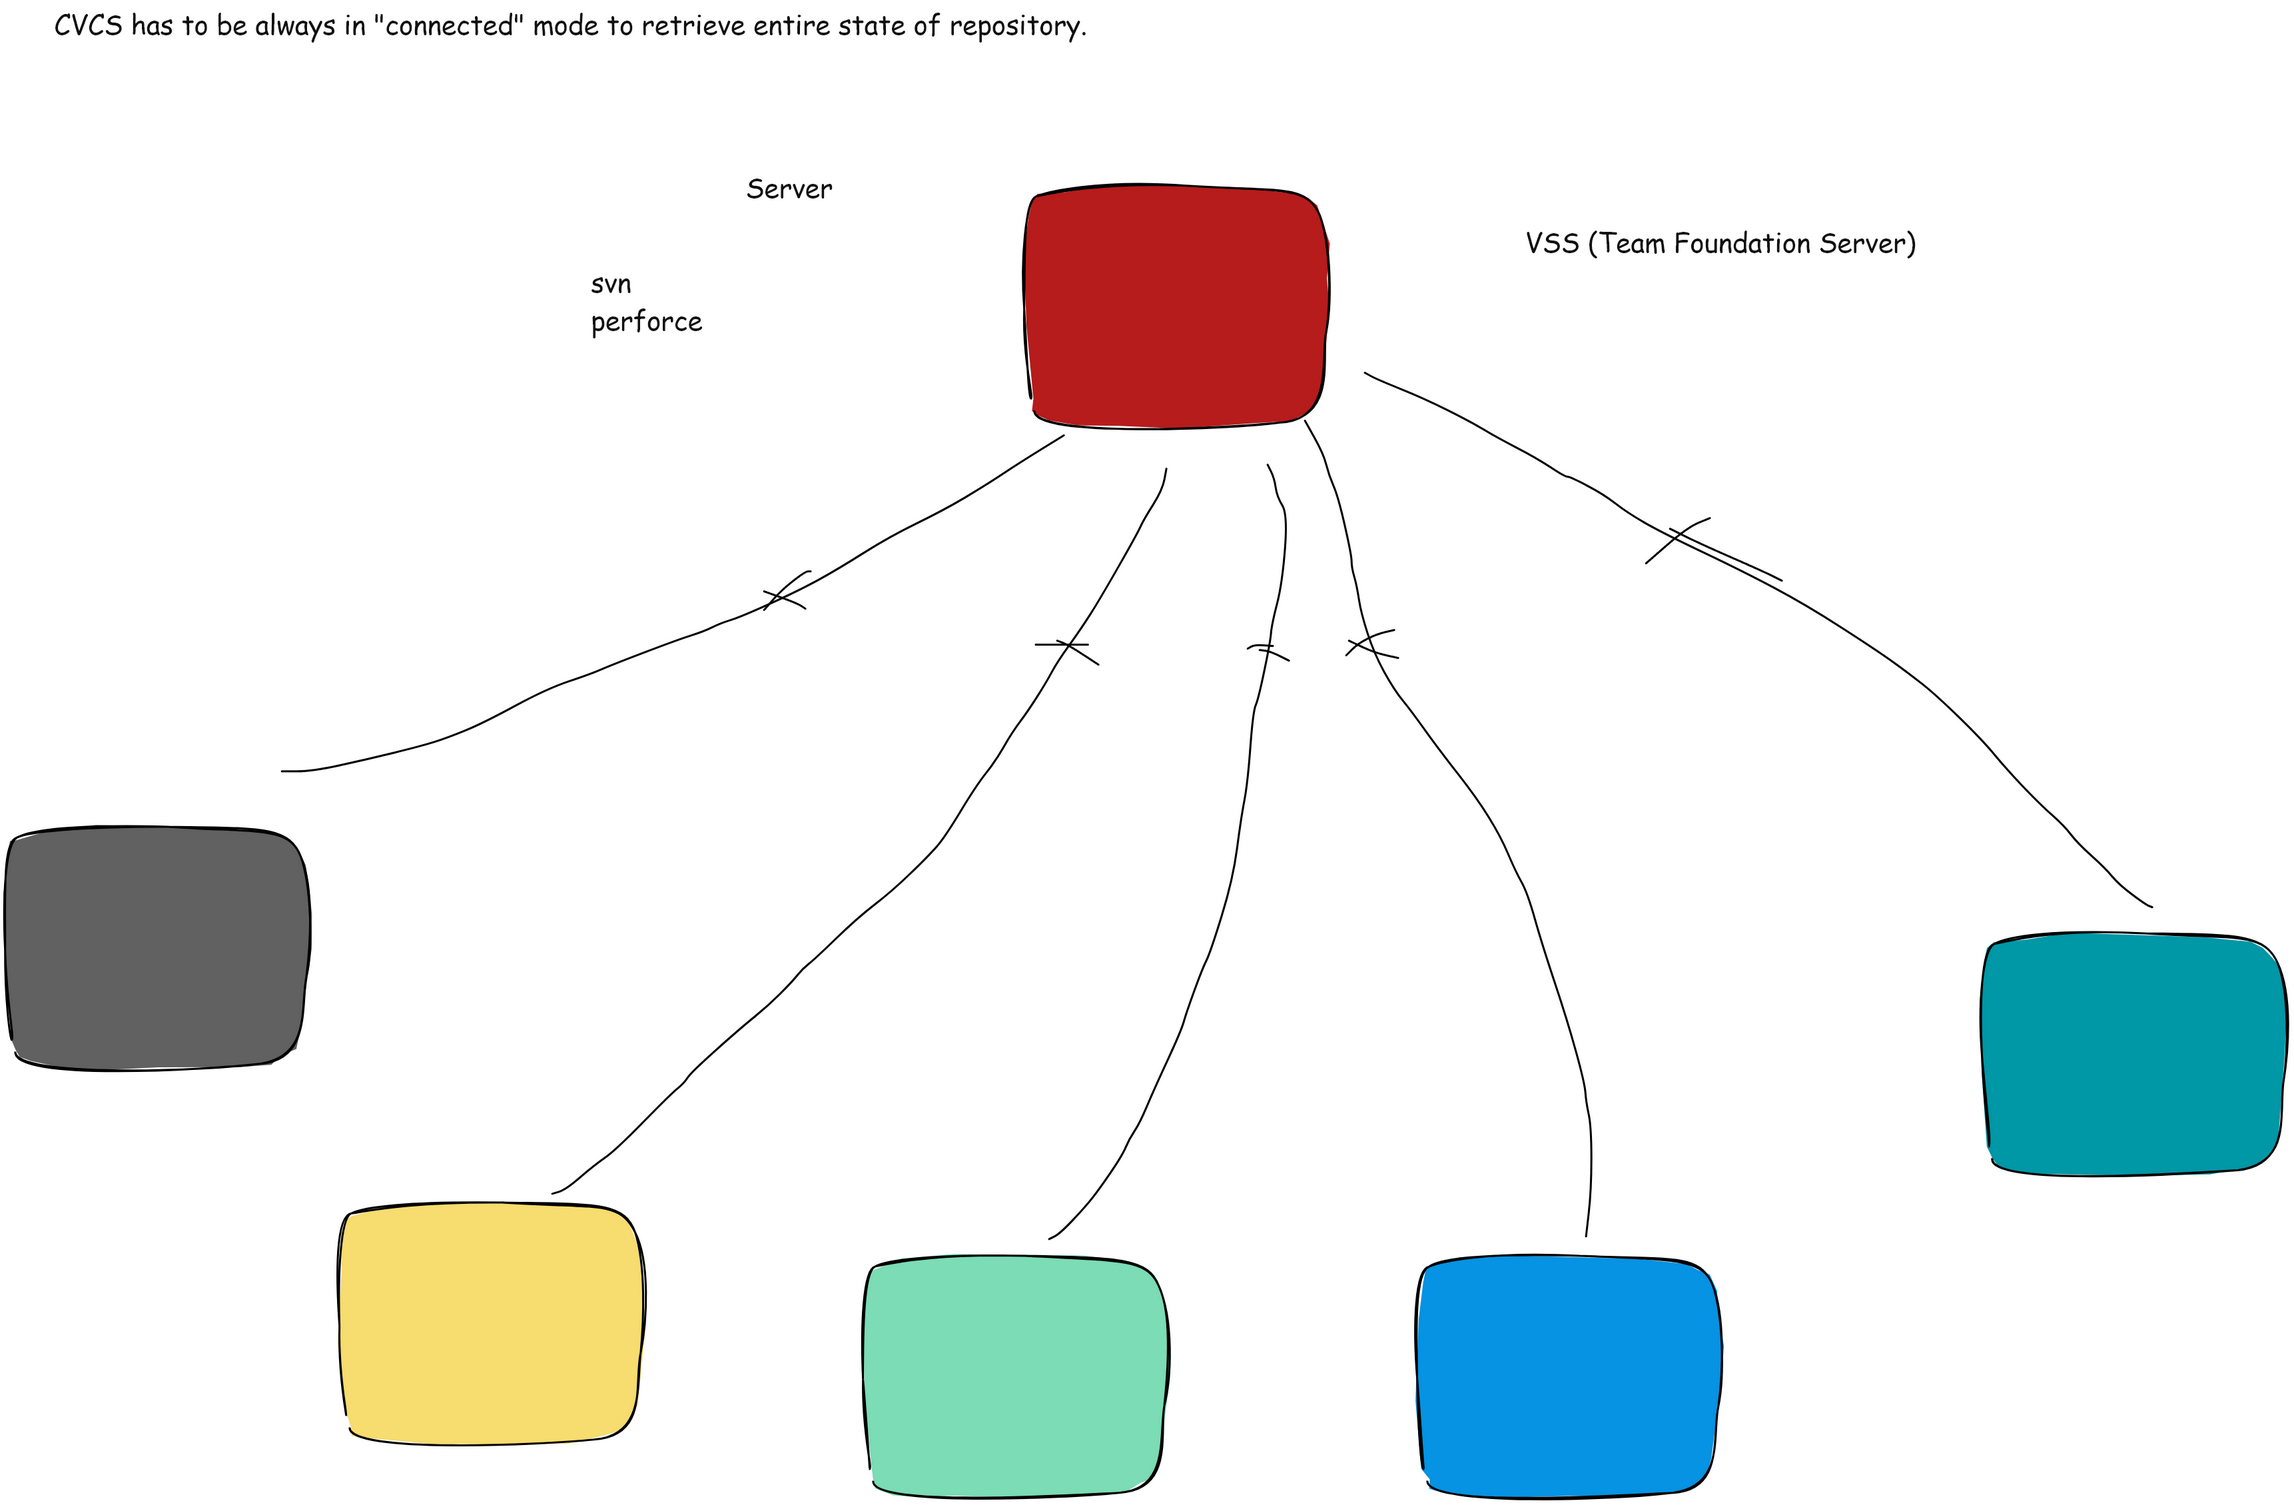 CVCS has to be always in "connected" mode to retrieve entire state of repository.
Server
VSS (Team Foundation Server)
svn
perforce